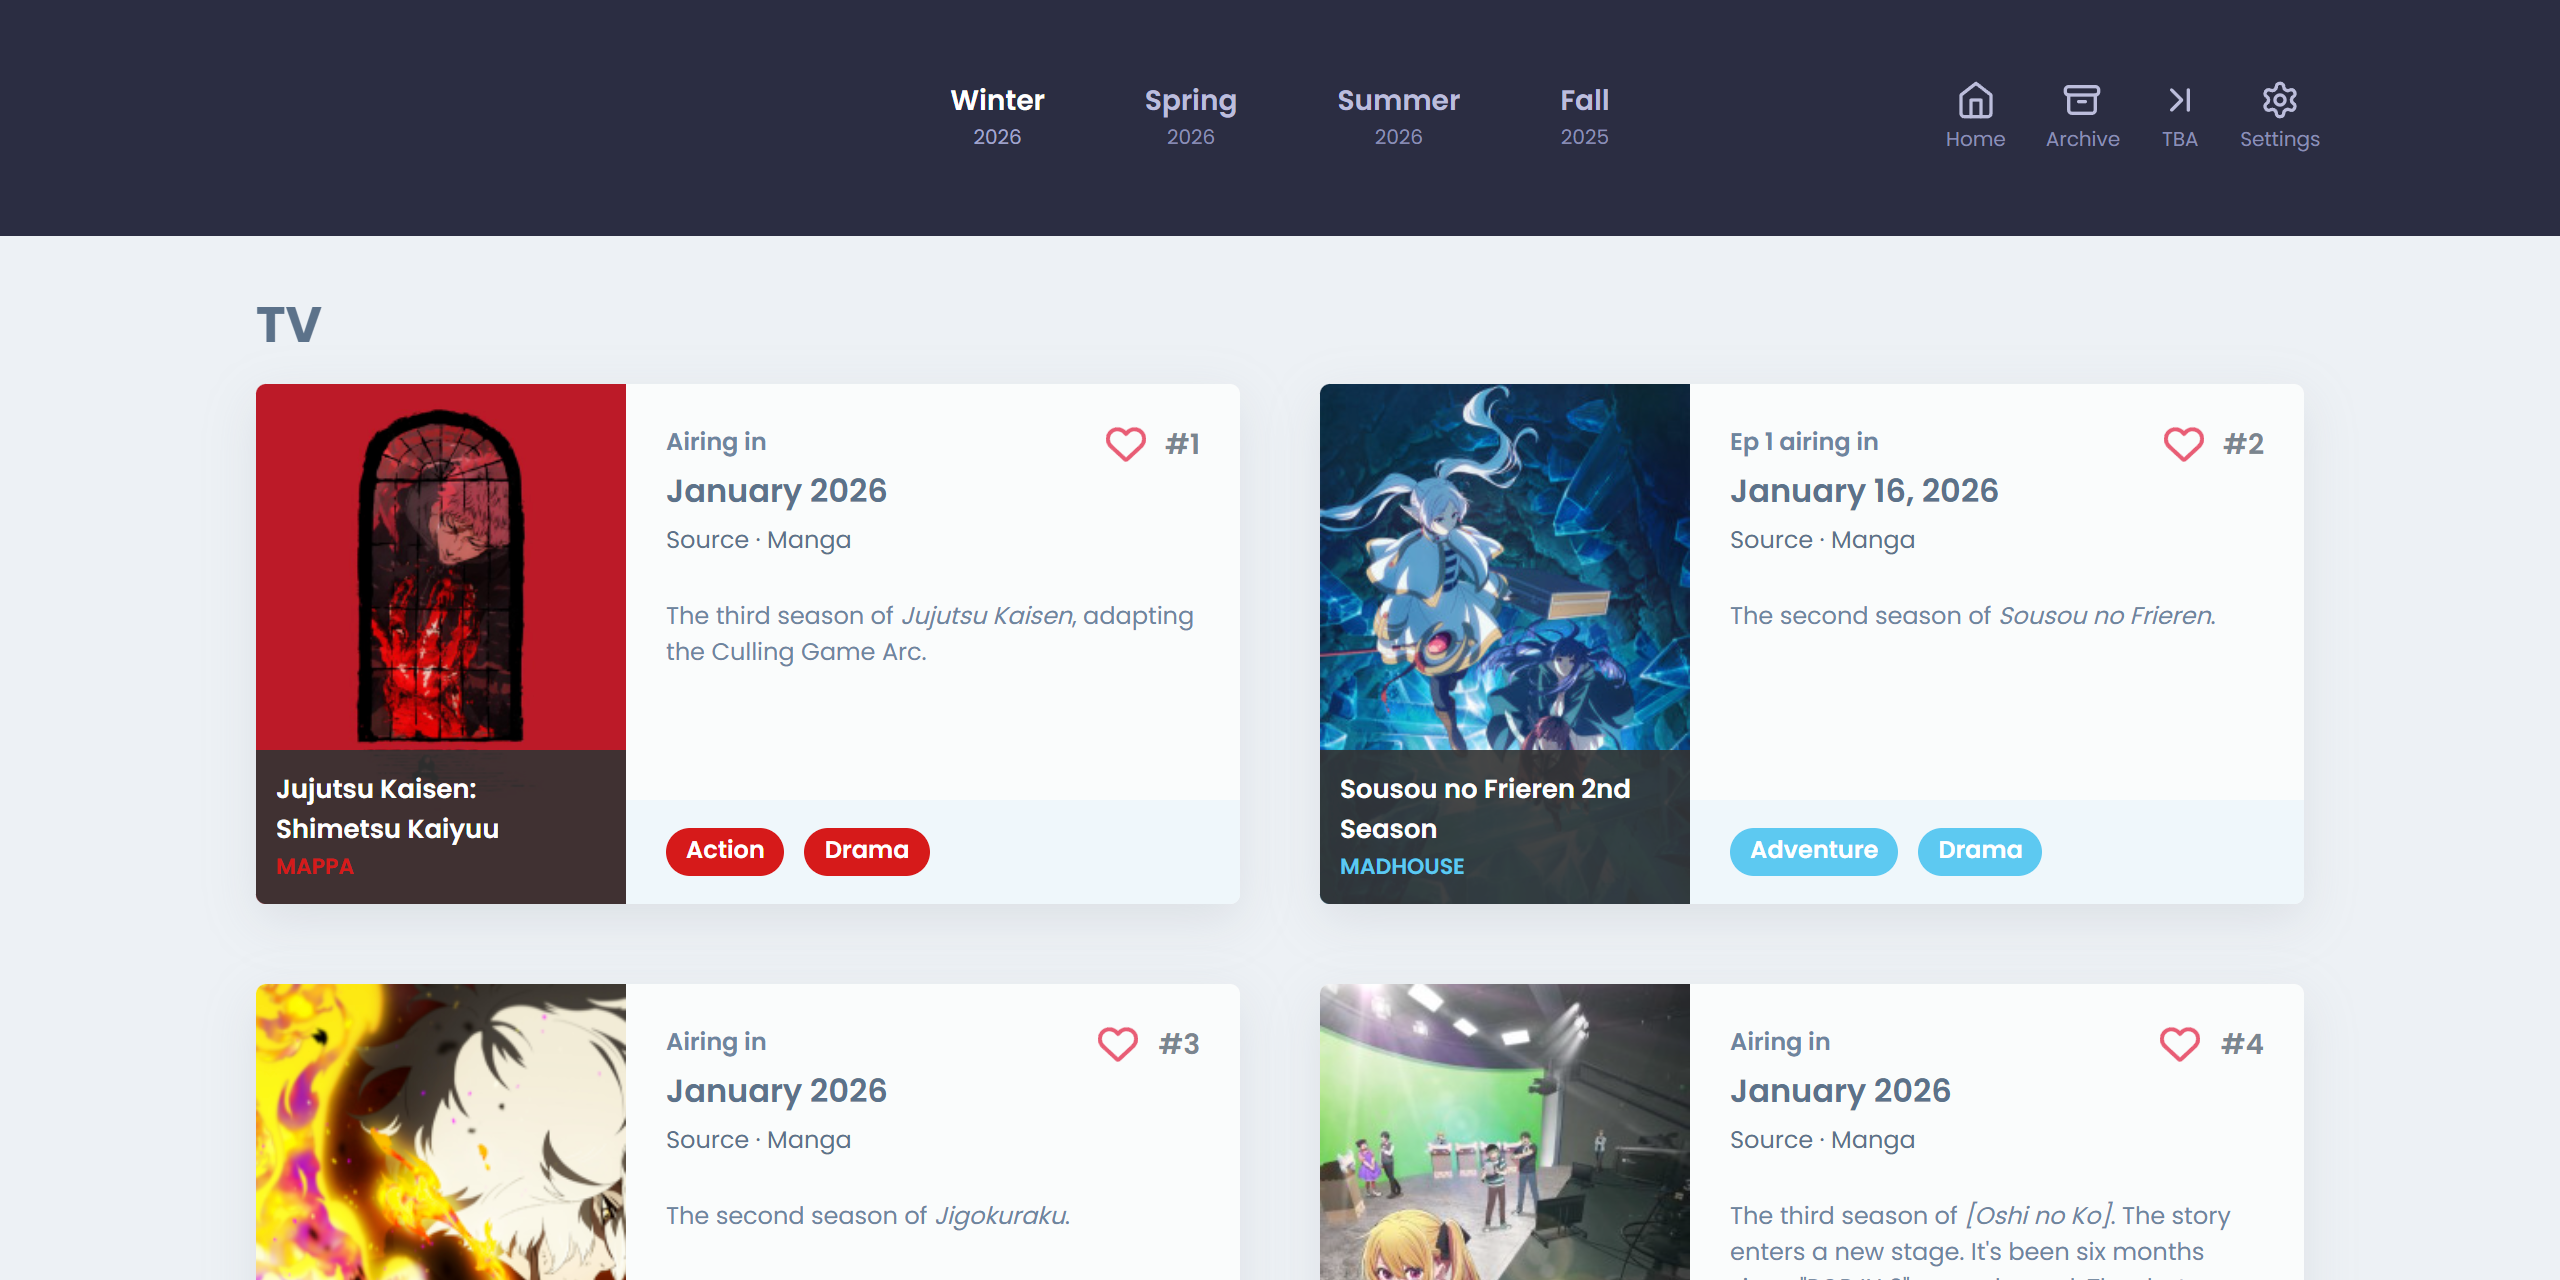 Winter
2026
Spring
2026
Summer
2026
Fall
2025
Home
Archive
TBA
Settings
TV
Airing in
#1
January 2026
Source · Manga
The third season of Jujutsu Kaisen, adapting
the Culling Game Arc.
Jujutsu Kaisen:
Shimetsu Kaiyuu
MAPPA
Action
Drama
Ep 1 airing in
#2
January 16, 2026
Source · Manga
The second season of Sousou no Frieren.
Sousou no Frieren 2nd
Season
MADHOUSE
Adventure
Drama
Airing in
#3
January 2026
Source · Manga
The second season of Jigokuraku.
Airing in
#4
January 2026
Source · Manga
The third season of [Oshi no Ko]. The story
enters a new stage. It's been six months